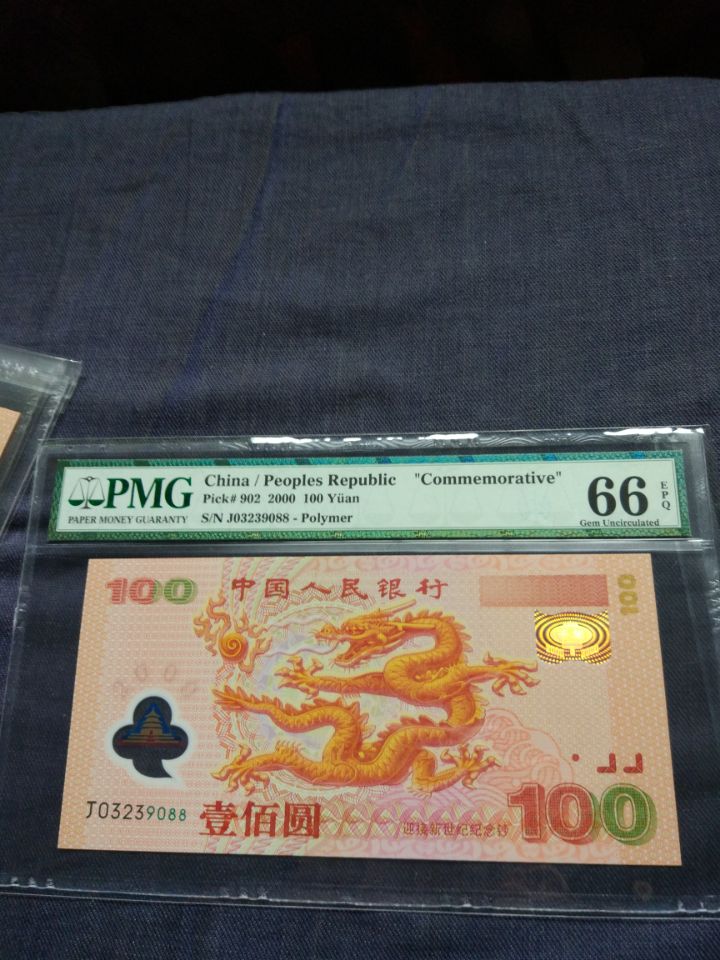 PMG
PAPER MONEY GUARANTY
China / Peoples Republic "Commemorative"
Pick# 902 2000 100 Yüan
S/N J03239088 - Polymer
66
EPQ
Gem Uncirculated
100 中国人民银行
100
2000
J03239088
壹佰圆
迎接新世纪纪念钞
100